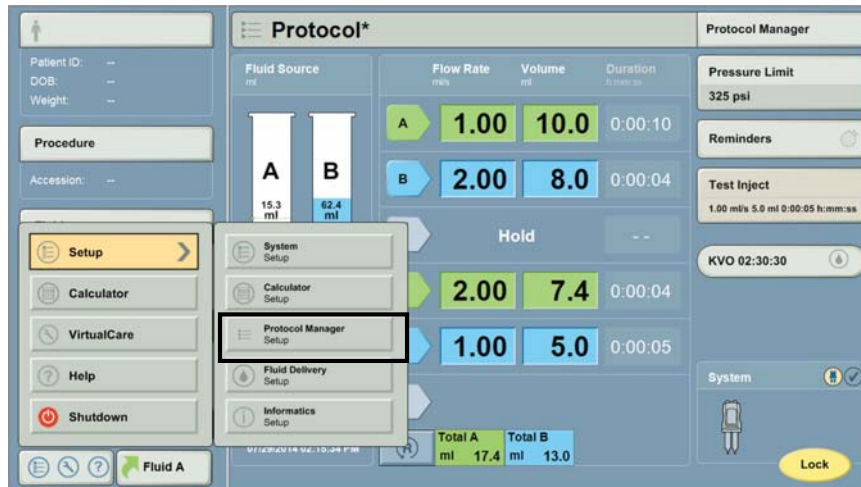 Protocol*
Protocol Manager
Patient ID: --
DOB: --
Weight: --
Procedure
Accession: --
Fluid Source
ml
Flow Rate
ml/s
Volume
ml
Duration
h:mm:ss
A
15.3
ml
B
62.4
ml
A 1.00 10.0 0:00:10
B 2.00 8.0 0:00:04
Hold --
2.00 7.4 0:00:04
1.00 5.0 0:00:05
Total A
ml 17.4
Total B
ml 13.0
Pressure Limit
325 psi
Reminders
Test Inject
1.00 ml/s 5.0 ml 0:00:05 h:mm:ss
KVO 02:30:30
System
Lock
Setup
Calculator
VirtualCare
? Help
Shutdown
System
Setup
Calculator
Setup
Protocol Manager
Setup
Fluid Delivery
Setup
Informatics
Setup
?
Fluid A
R